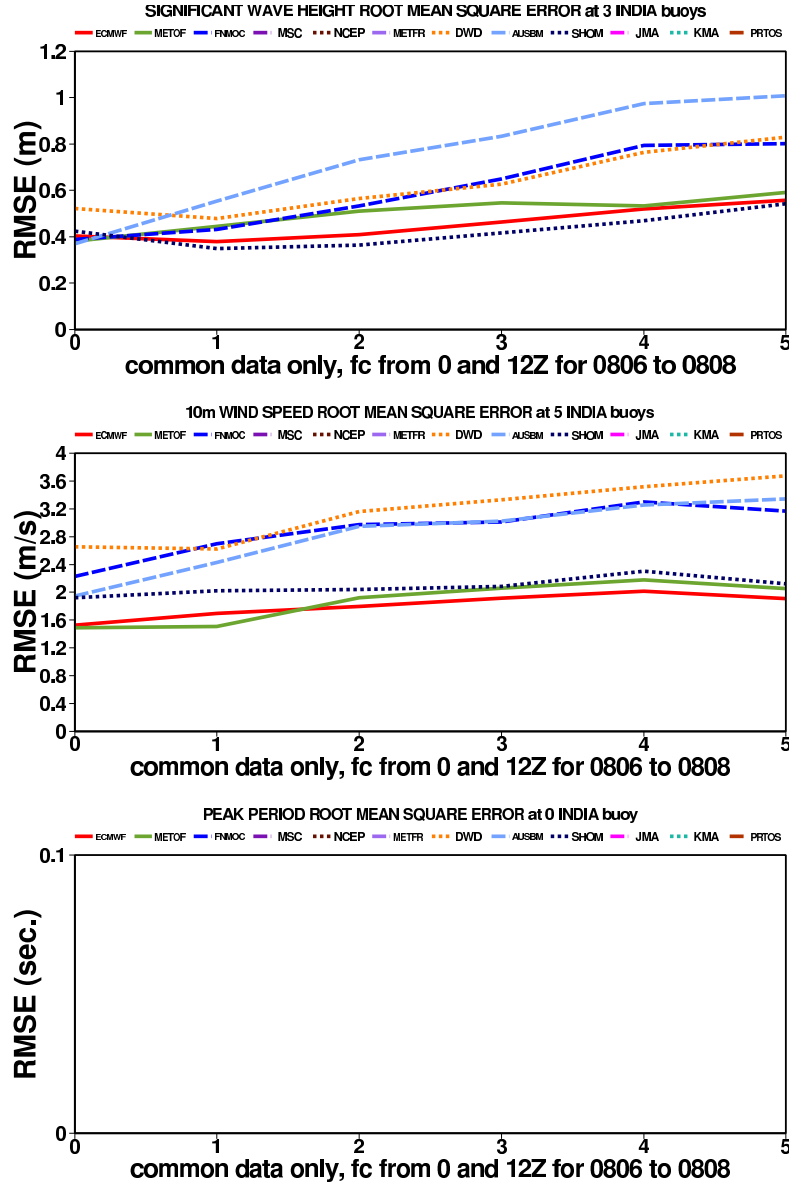 SIGNIFICANT WAVE HEIGHT ROOT MEAN SQUARE ERROR at 3 INDIA buoys
ECMWF METOF FNMOC MSC NCEP METFR DWD AUSBM SHOM JMA KMA PRTOS
1.2
1
0.8
0.6
0.4
0.2
0
RMSE (m)
0 1 2 3 4 5
common data only, fc from 0 and 12Z for 0806 to 0808
10m WIND SPEED ROOT MEAN SQUARE ERROR at 5 INDIA buoys
ECMWF METOF FNMOC MSC NCEP METFR DWD AUSBM SHOM JMA KMA PRTOS
4
3.6
3.2
2.8
2.4
2
1.6
1.2
0.8
0.4
0
RMSE (m/s)
0 1 2 3 4 5
common data only, fc from 0 and 12Z for 0806 to 0808
PEAK PERIOD ROOT MEAN SQUARE ERROR at 0 INDIA buoy
ECMWF METOF FNMOC MSC NCEP METFR DWD AUSBM SHOM JMA KMA PRTOS
0.1
0
RMSE (sec.)
0 1 2 3 4 5
common data only, fc from 0 and 12Z for 0806 to 0808